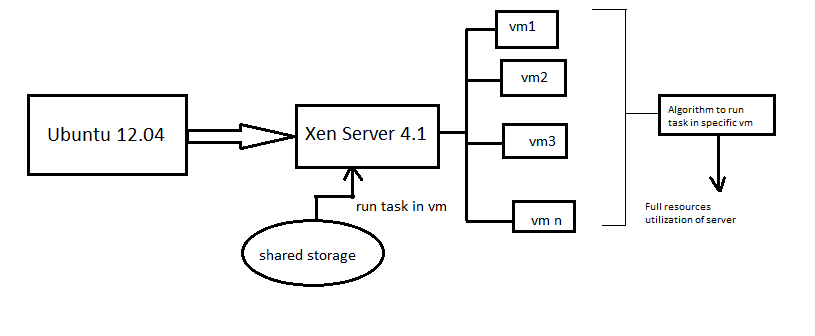 Ubuntu 12.04
Xen Server 4.1
vm1
vm2
vm3
vm n
Algorithm to run
task in specific vm
Full resources
utilization of server
run task in vm
shared storage